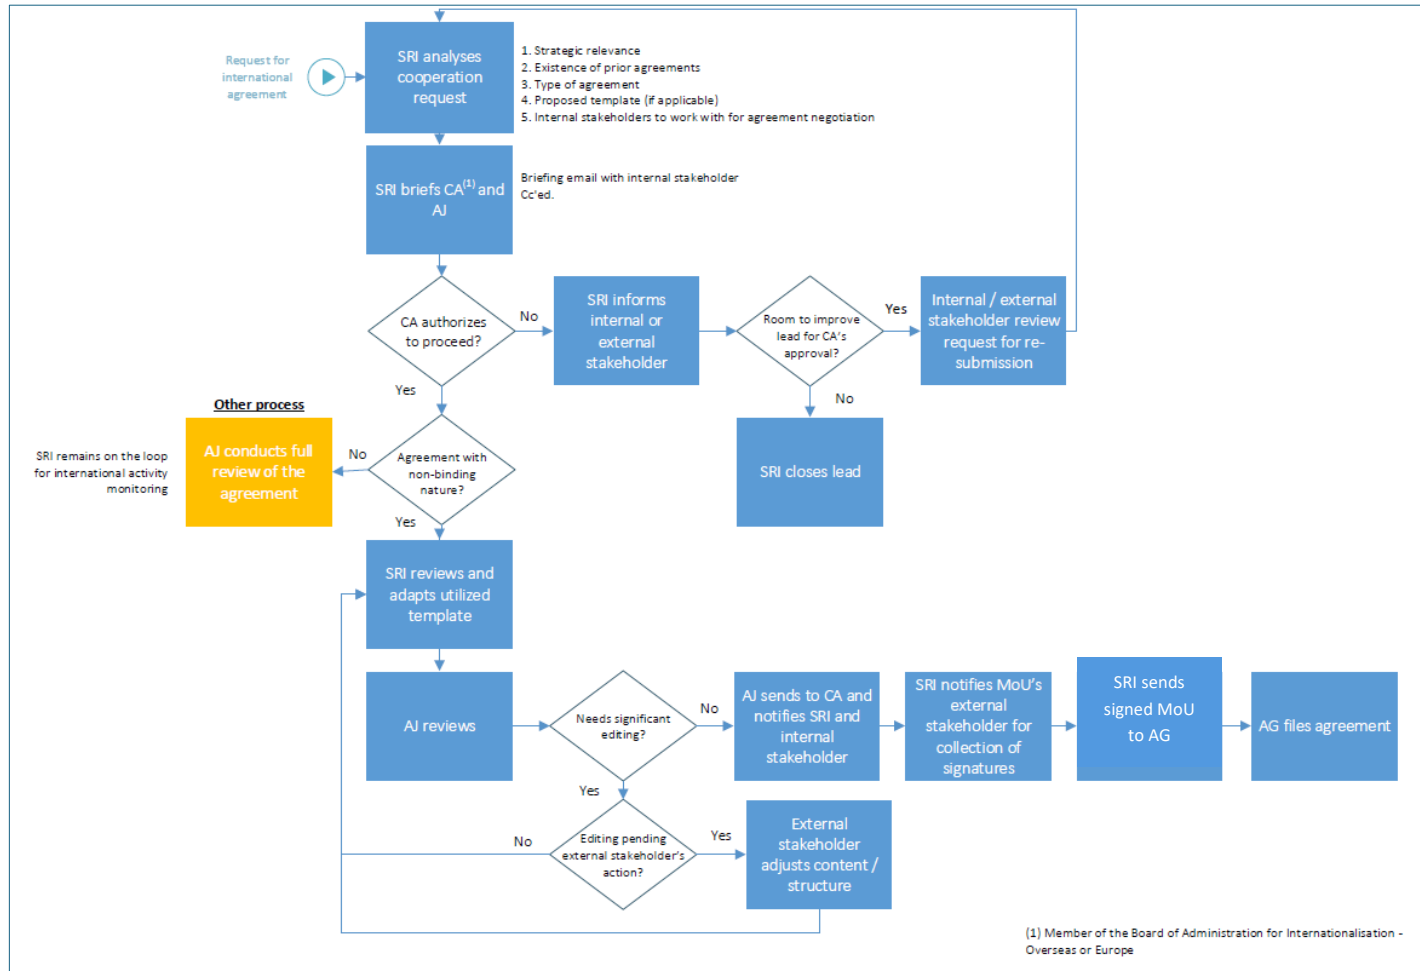 Request for
international
agreement
SRI analyses
cooperation
request
1. Strategic relevance
2. Existence of prior agreements
3. Type of agreement
4. Proposed template (if applicable)
5. Internal stakeholders to work with for agreement negotiation
SRI briefs CA(1) and
AJ
Briefing email with internal stakeholder
Cc'ed.
CA authorizes
to proceed?
No
SRI informs
internal or
external
stakeholder
Room to improve
lead for CA's
approval?
Yes
Internal / external
stakeholder review
request for re-
submission
Yes
No
Other process
SRI remains on the loop
for international activity
monitoring
AJ conducts full
review of the
agreement
No
Agreement with
non-binding
nature?
SRI closes lead
Yes
SRI reviews and
adapts utilized
template
AJ reviews
Needs significant
editing?
No
AJ sends to CA and
notifies SRI and
internal
stakeholder
SRI notifies MoU's
external
stakeholder for
collection of
signatures
SRI sends
signed MoU
to AG
AG files agreement
Yes
No
Editing pending
external stakeholder's
action?
Yes
External
stakeholder
adjusts content /
structure
(1) Member of the Board of Administration for Internationalisation -
Overseas or Europe